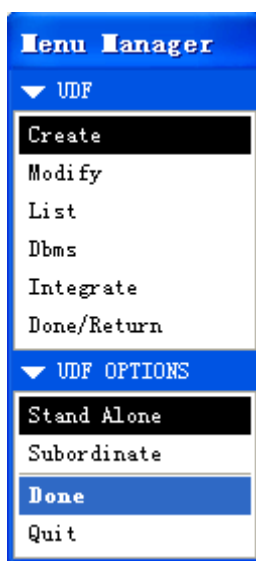 Menu Manager
UDF
Create
Modify
List
Dbms
Integrate
Done/Return
UDF OPTIONS
Stand Alone
Subordinate
Done
Quit